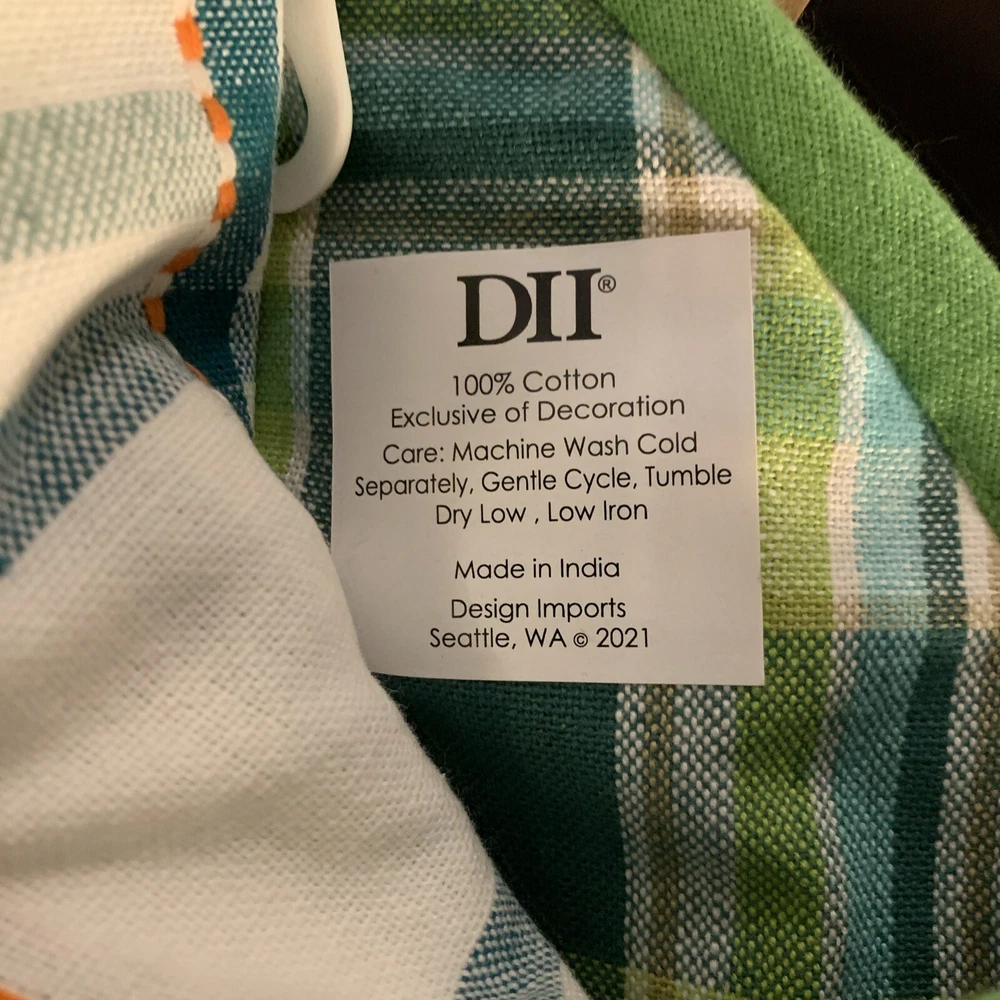 DII®
100% Cotton
Exclusive of Decoration
Care: Machine Wash Cold
Separately, Gentle Cycle, Tumble
Dry Low , Low Iron
Made in India
Design Imports
Seattle, WA © 2021